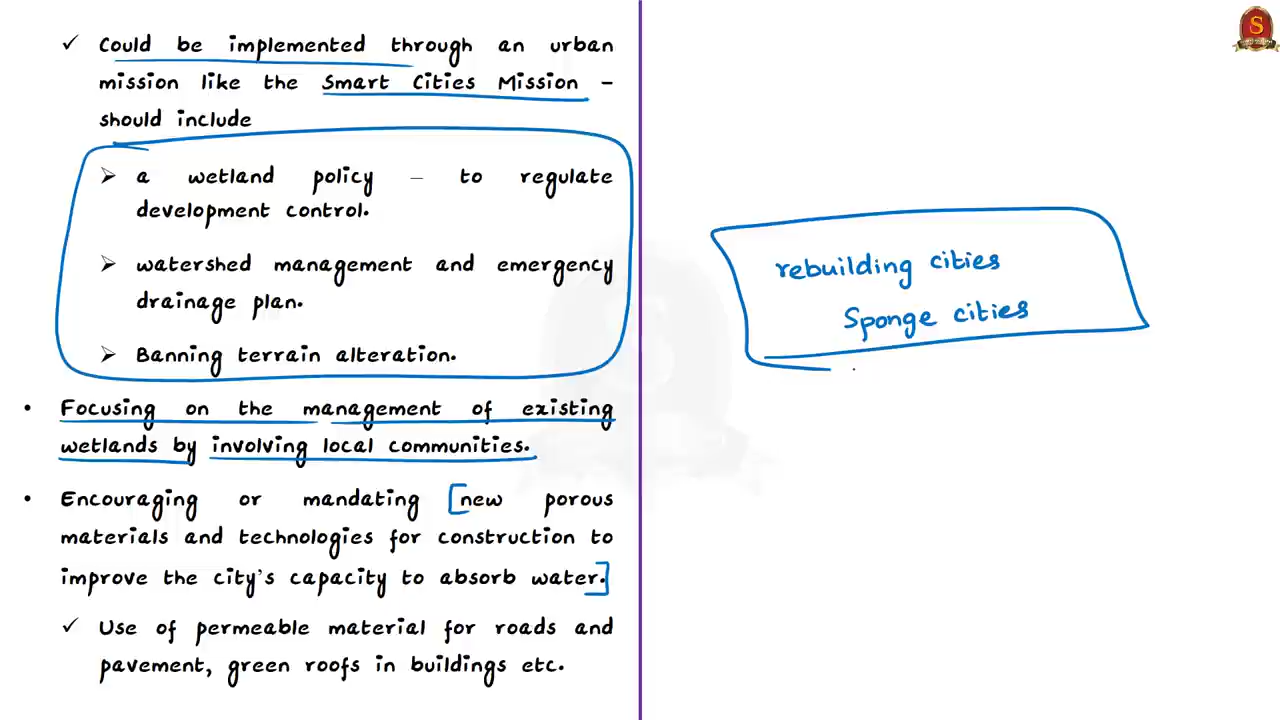 ✓ Could be implemented through an urban
mission like the Smart Cities Mission –
should include
➢ a wetland policy – to regulate
development control.
➢ watershed management and emergency
drainage plan.
➢ Banning terrain alteration.
• Focusing on the management of existing
wetlands by involving local communities.
• Encouraging or mandating [new porous
materials and technologies for construction to
improve the city's capacity to absorb water.]
✓ Use of permeable material for roads and
pavement, green roofs in buildings etc.
rebuilding cities
Sponge cities
S